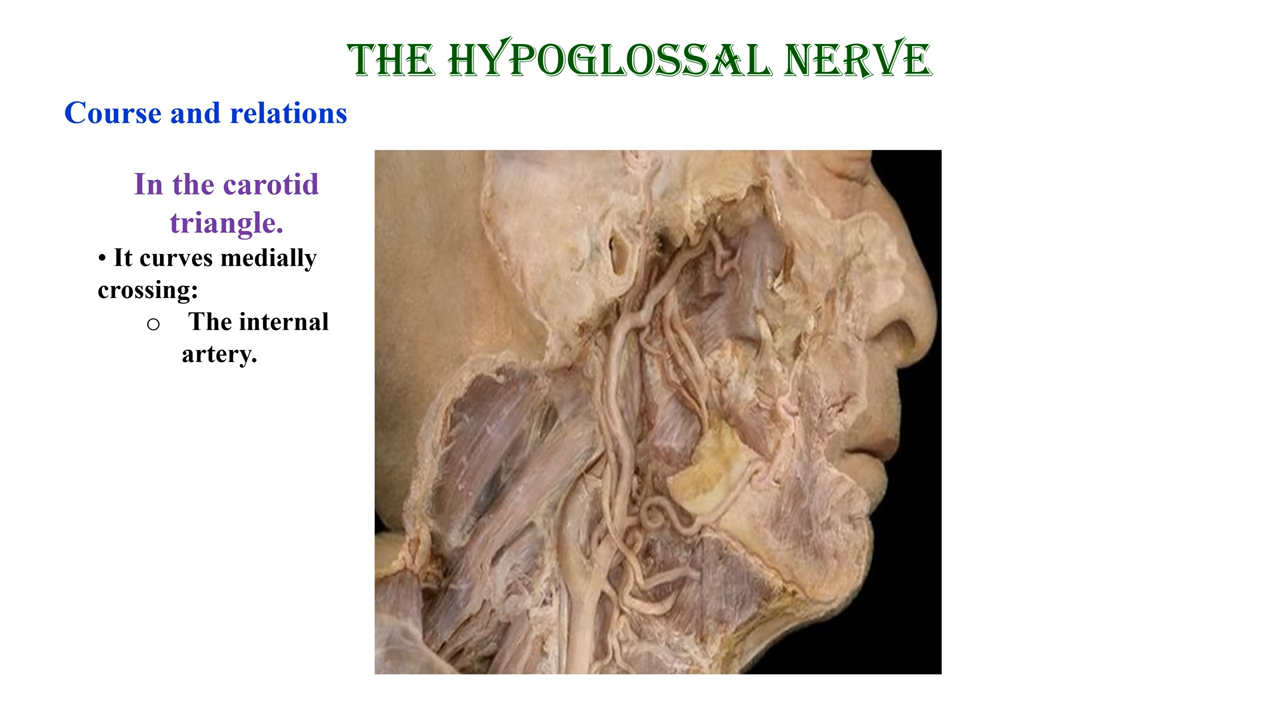 THE HYPOGLOSSAL NERVE
Course and relations
In the carotid
triangle.
• It curves medially
crossing:
o The internal
artery.